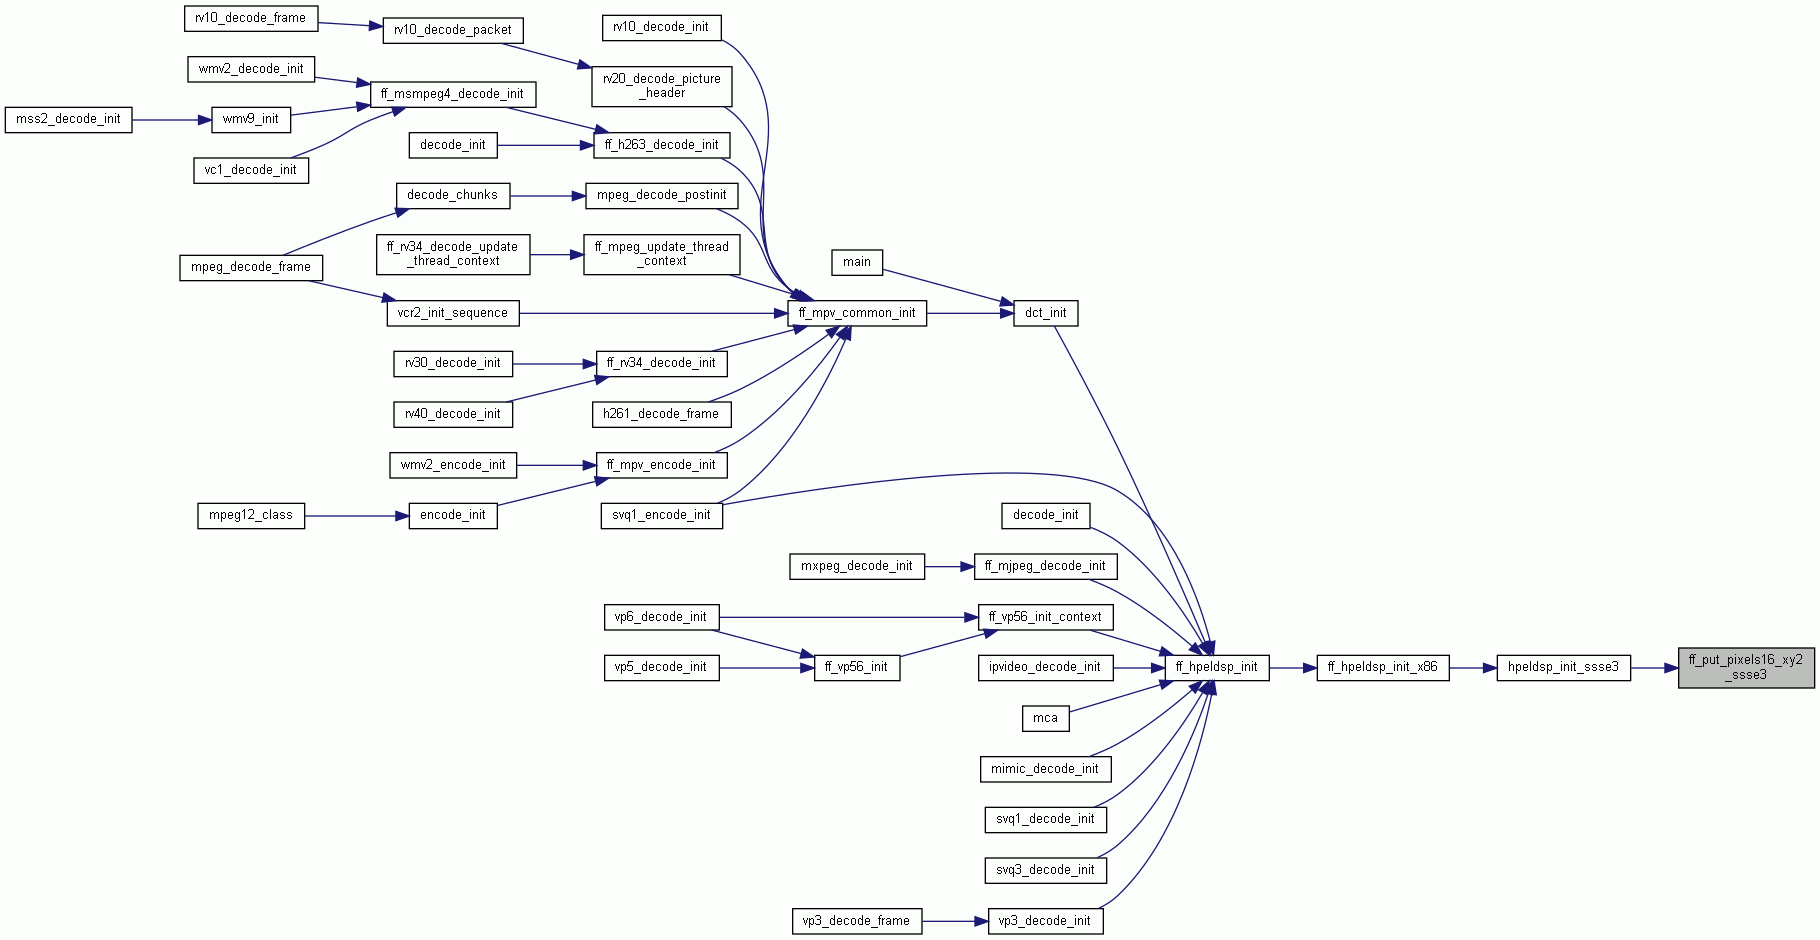 rv10_decode_frame
rv10_decode_packet
rv10_decode_init
wmv2_decode_init
ff_msmpeg4_decode_init
rv20_decode_picture
_header
mss2_decode_init
wmv9_init
decode_init
ff_h263_decode_init
vc1_decode_init
decode_chunks
mpeg_decode_postinit
ff_rv34_decode_update
_thread_context
ff_mpeg_update_thread
_context
main
mpeg_decode_frame
vcr2_init_sequence
ff_mpv_common_init
dct_init
rv30_decode_init
ff_rv34_decode_init
rv40_decode_init
h261_decode_frame
wmv2_encode_init
ff_mpv_encode_init
mpeg12_class
encode_init
svq1_encode_init
decode_init
mxpeg_decode_init
ff_mjpeg_decode_init
vp6_decode_init
ff_vp56_init_context
vp5_decode_init
ff_vp56_init
ipvideo_decode_init
ff_hpeldsp_init
ff_hpeldsp_init_x86
hpeldsp_init_ssse3
ff_put_pixels16_xy2
_ssse3
mca
mimic_decode_init
svq1_decode_init
svq3_decode_init
vp3_decode_frame
vp3_decode_init